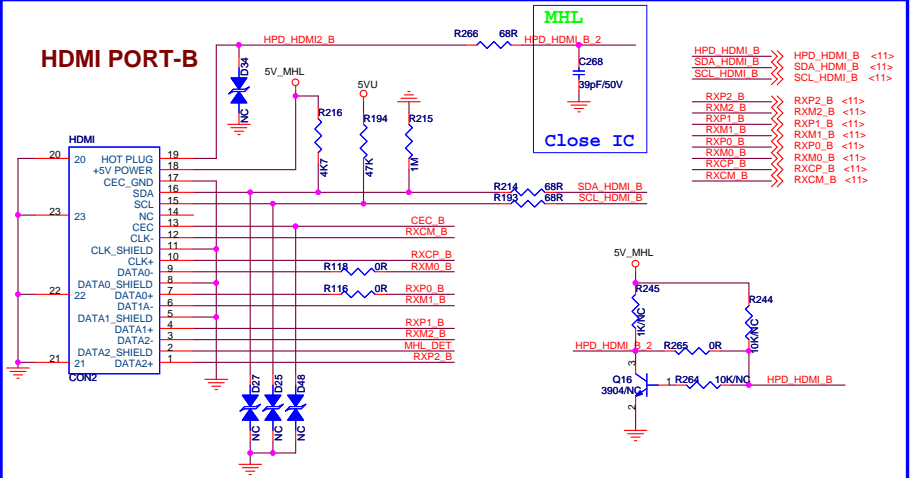 HDMI PORT-B
HPD_HDMI2_B
R266
68R
MHL
HPD_HDMI_B_2
C268
39pF/50V
Close IC
D34
NC
5V_MHL
5VU
R216
4K7
R194
47K
R215
1M
HPD_HDMI_B
HPD_HDMI_B <11>
SDA_HDMI_B
SDA_HDMI_B <11>
SCL_HDMI_B
SCL_HDMI_B <11>
RXP2_B
RXP2_B <11>
RXM2_B
RXM2_B <11>
RXP1_B
RXP1_B <11>
RXM1_B
RXM1_B <11>
RXP0_B
RXP0_B <11>
RXM0_B
RXM0_B <11>
RXCP_B
RXCP_B <11>
RXCM_B
RXCM_B <11>
HDMI
20 20
23 23
22 22
21 21
HOT PLUG 19
+5V POWER 18
CEC_GND 17
SDA 16
SCL 15
NC 14
CEC 13
CLK- 12
CLK_SHIELD 11
CLK+ 10
DATA0- 9
DATA0_SHIELD 8
DATA0+ 7
DAT1A- 6
DATA1_SHIELD 5
DATA1+ 4
DATA2- 3
DATA2_SHIELD 2
DATA2+ 1
CON2
R214 68R SDA_HDMI_B
R193 68R SCL_HDMI_B
CEC_B
RXCM_B
RXCP_B
R118 0R RXM0_B
R116 0R RXP0_B
RXM1_B
RXP1_B
RXM2_B
MHL_DET
RXP2_B
D27
NC
D25
NC
D48
NC
5V_MHL
R245
1K/NC
R244
10K/NC
HPD_HDMI_B_2
R265 0R
Q16
3904/NC
3
1
2
R264 10K/NC
HPD_HDMI_B